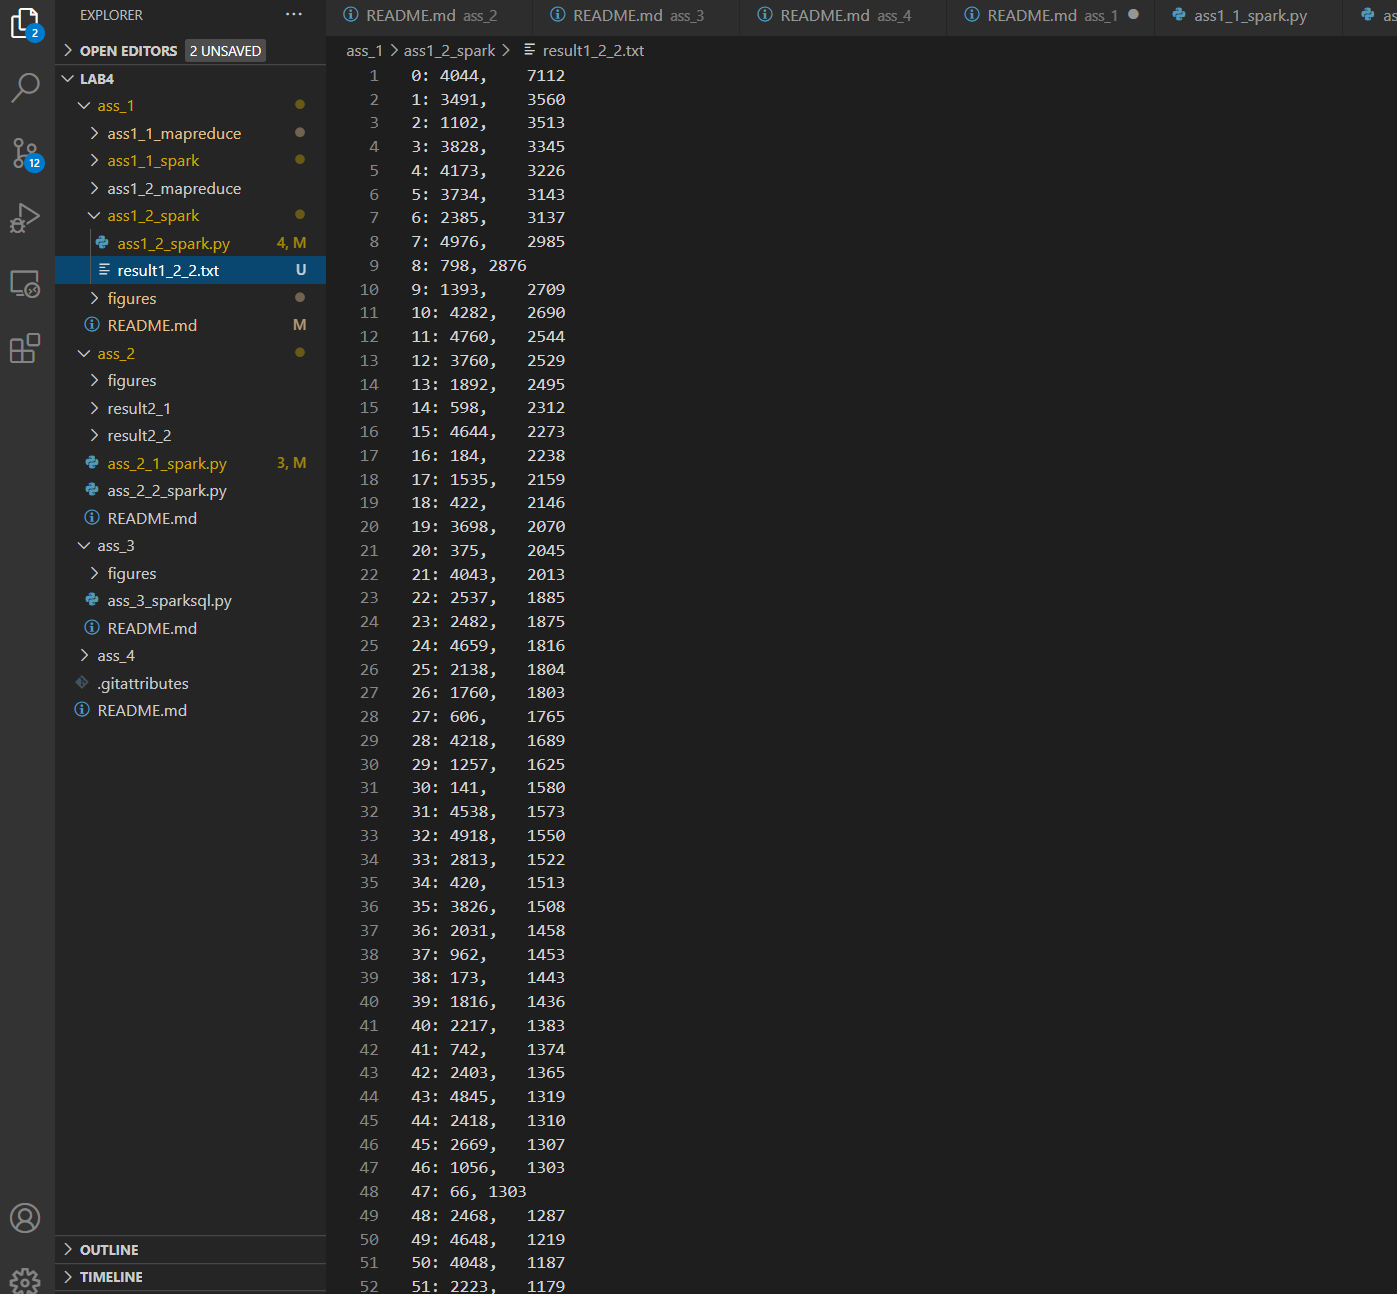 EXPLORER ···
OPEN EDITORS 2 UNSAVED
LAB4
ass_1
ass1_1_mapreduce
ass1_1_spark
ass1_2_mapreduce
ass1_2_spark
ass1_2_spark.py 4, M
result1_2_2.txt U
figures
README.md M
ass_2
figures
result2_1
result2_2
ass_2_1_spark.py 3, M
ass_2_2_spark.py
README.md
ass_3
figures
ass_3_sparksql.py
README.md
ass_4
.gitattributes
README.md
OUTLINE
TIMELINE
2
12
README.md ass_2 README.md ass_3 README.md ass_4 README.md ass_1 ass1_1_spark.py as
ass_1 > ass1_2_spark > result1_2_2.txt
1 0: 4044, 7112
2 1: 3491, 3560
3 2: 1102, 3513
4 3: 3828, 3345
5 4: 4173, 3226
6 5: 3734, 3143
7 6: 2385, 3137
8 7: 4976, 2985
9 8: 798, 2876
10 9: 1393, 2709
11 10: 4282, 2690
12 11: 4760, 2544
13 12: 3760, 2529
14 13: 1892, 2495
15 14: 598, 2312
16 15: 4644, 2273
17 16: 184, 2238
18 17: 1535, 2159
19 18: 422, 2146
20 19: 3698, 2070
21 20: 375, 2045
22 21: 4043, 2013
23 22: 2537, 1885
24 23: 2482, 1875
25 24: 4659, 1816
26 25: 2138, 1804
27 26: 1760, 1803
28 27: 606, 1765
29 28: 4218, 1689
30 29: 1257, 1625
31 30: 141, 1580
32 31: 4538, 1573
33 32: 4918, 1550
34 33: 2813, 1522
35 34: 420, 1513
36 35: 3826, 1508
37 36: 2031, 1458
38 37: 962, 1453
39 38: 173, 1443
40 39: 1816, 1436
41 40: 2217, 1383
42 41: 742, 1374
43 42: 2403, 1365
44 43: 4845, 1319
45 44: 2418, 1310
46 45: 2669, 1307
47 46: 1056, 1303
48 47: 66, 1303
49 48: 2468, 1287
50 49: 4648, 1219
51 50: 4048, 1187
52 51: 2223, 1179